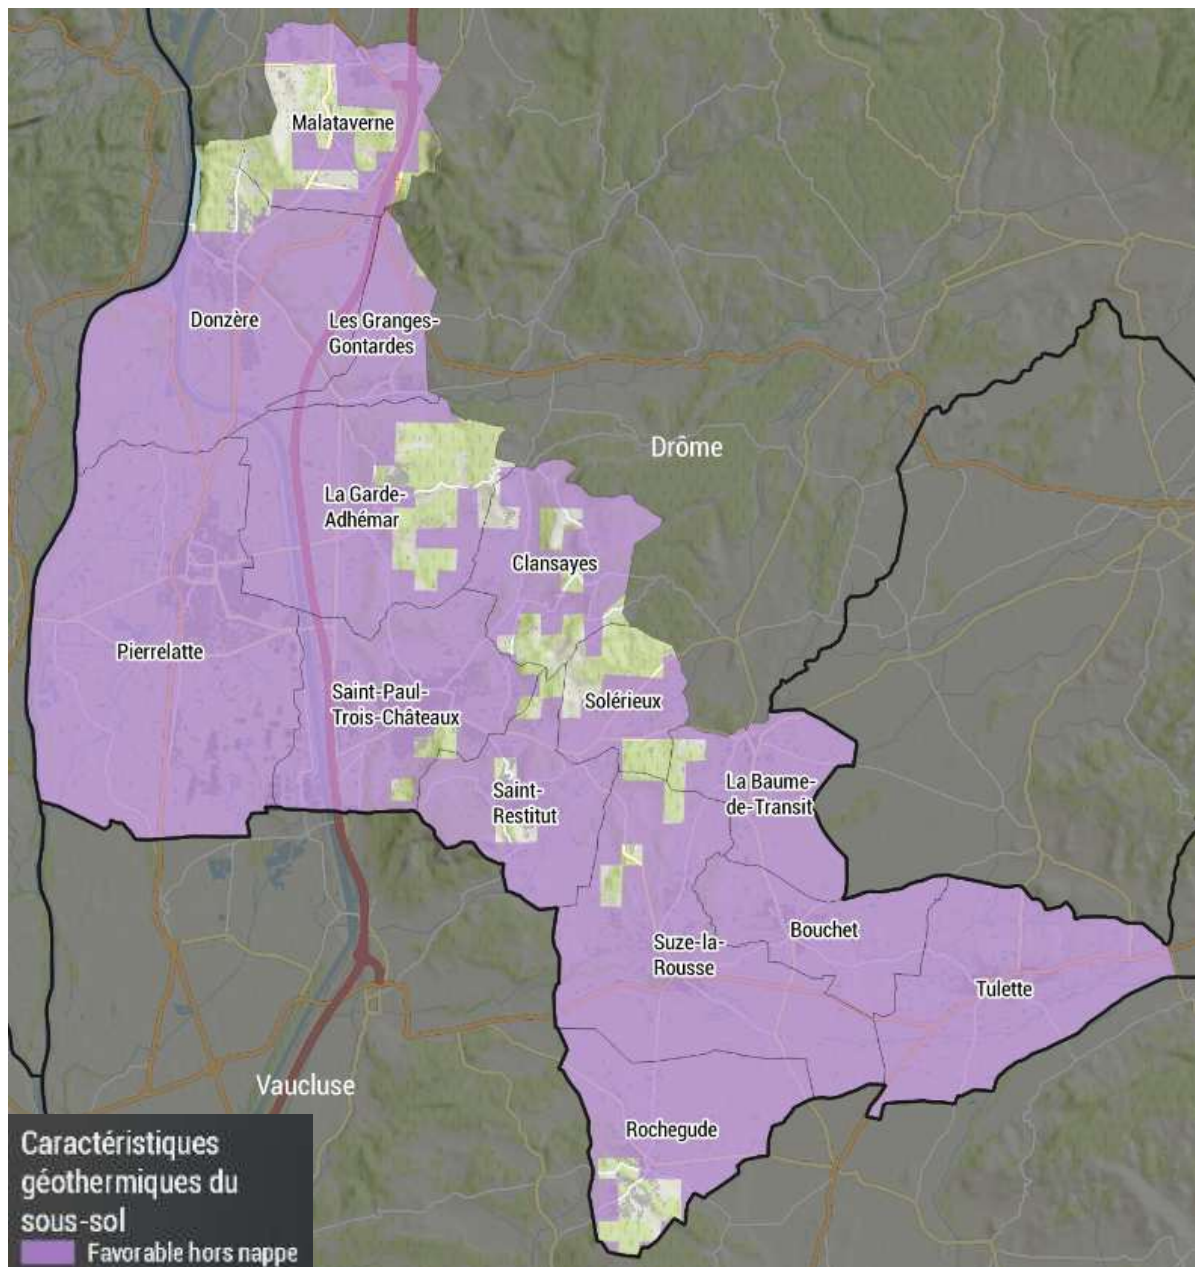 Malataverne
Donzère
Les Granges-
Gontardes
Drôme
La Garde-
Adhémar
Clansayes
Pierrelatte
Saint-Paul-
Trois-Châteaux
Solérieux
Saint-
Restitut
La Baume-
de-Transit
Bouchet
Suze-la-
Rousse
Tulette
Vaucluse
Rochegude
Caractéristiques
géothermiques du
sous-sol
Favorable hors nappe